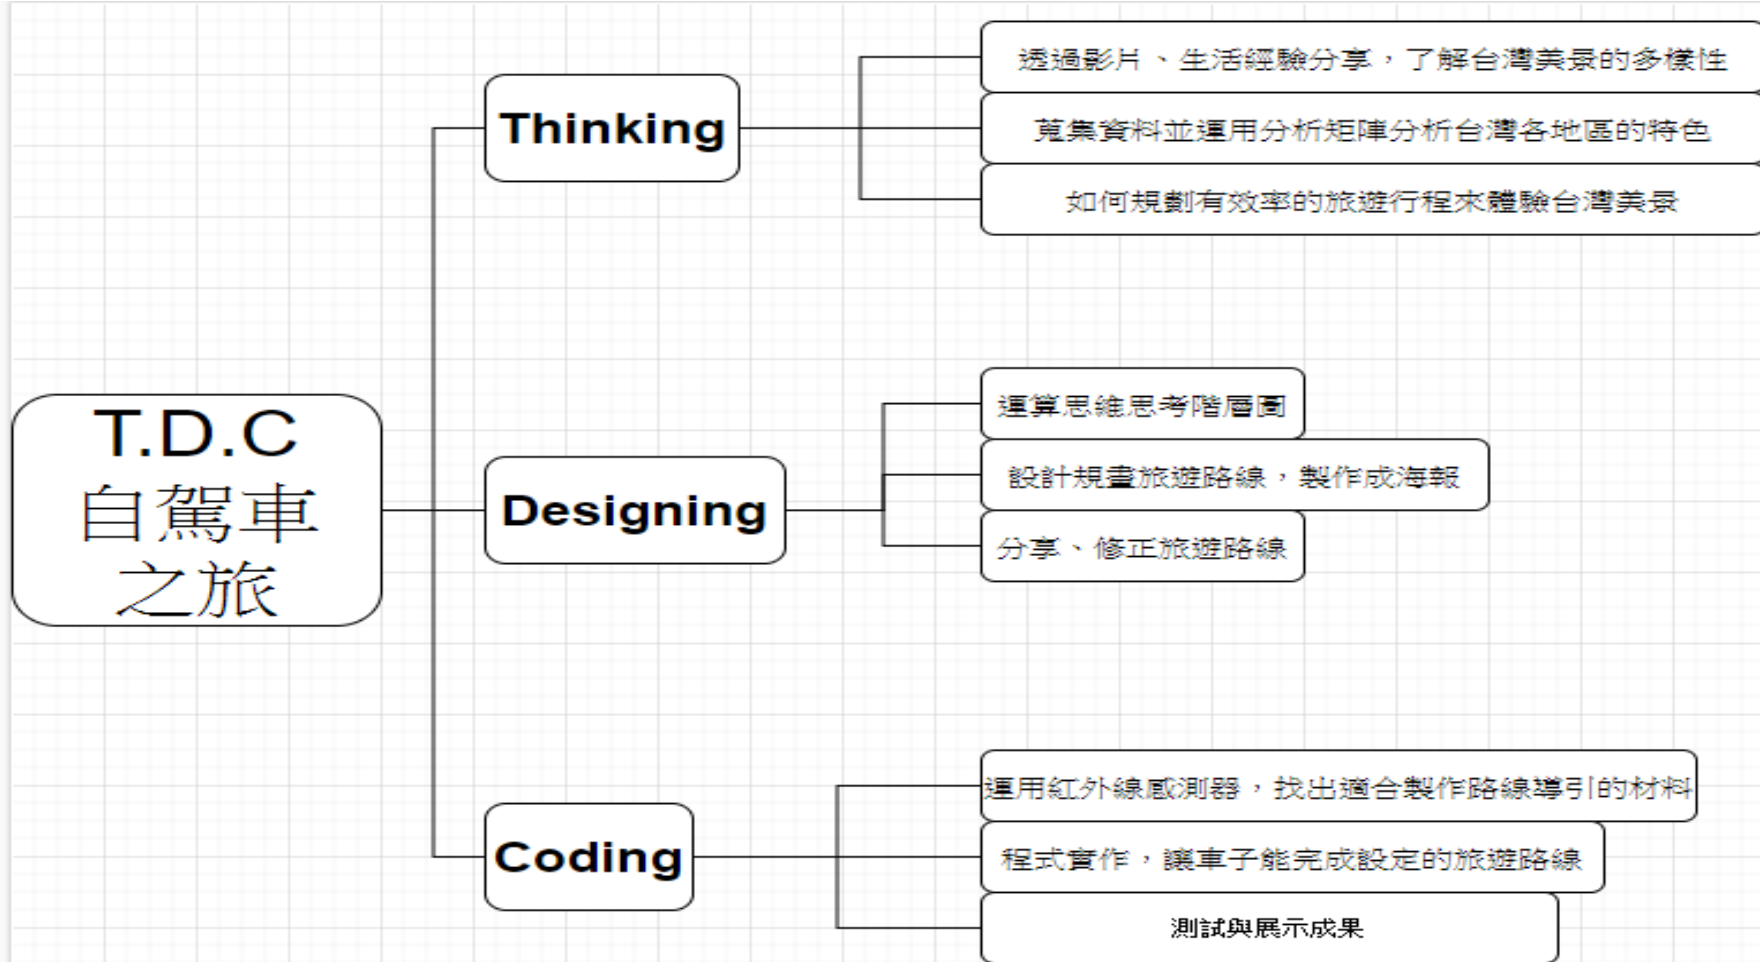 T.D.C
自駕車
之旅
Thinking
透過影片、生活經驗分享，了解台灣美景的多樣性
蒐集資料並運用分析矩陣分析台灣各地區的特色
如何規劃有效率的旅遊行程來體驗台灣美景
Designing
運算思維思考階層圖
設計規畫旅遊路線，製作成海報
分享、修正旅遊路線
Coding
運用紅外線感測器，找出適合製作路線導引的材料
程式實作，讓車子能完成設定的旅遊路線
測試與展示成果